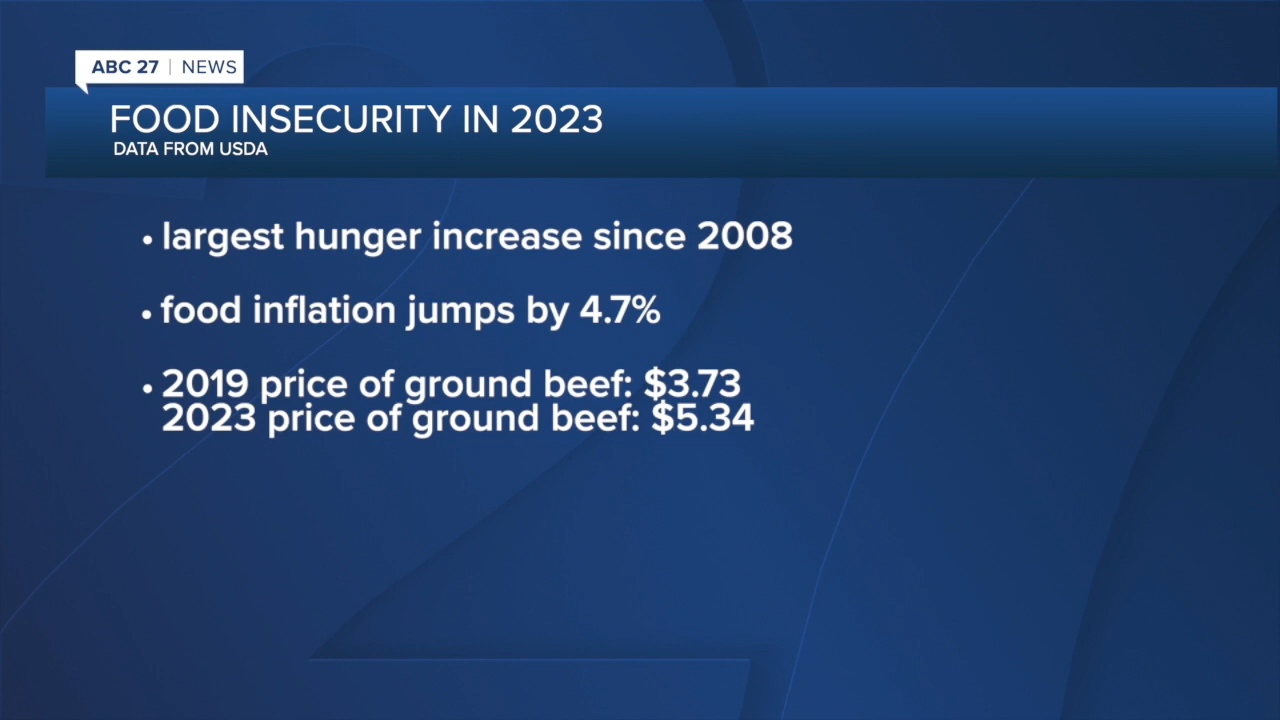 ABC 27 | NEWS
FOOD INSECURITY IN 2023
DATA FROM USDA
• largest hunger increase since 2008
• food inflation jumps by 4.7%
• 2019 price of ground beef: $3.73
2023 price of ground beef: $5.34